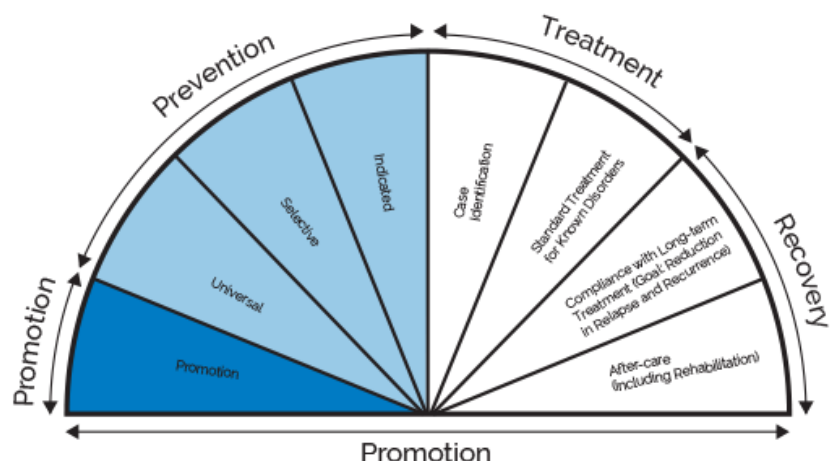 Promotion
Prevention
Treatment
Recovery
Promotion
Universal
Selective
Indicated
Case
Identification
Standard Treatment
for Known Disorders
Compliance with Long-term
Treatment (Goal: Reduction
in Relapse and Recurrence)
After-care
(Including Rehabilitation)
Promotion